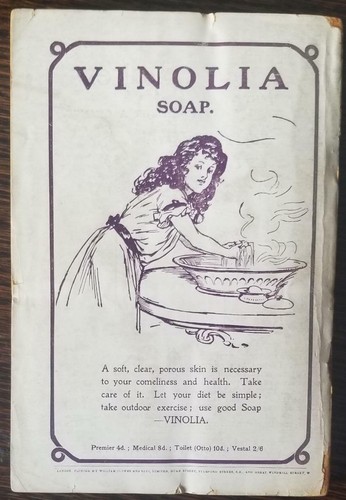 VINOLIA
SOAP.
A soft, clear, porous skin is necessary
to your comeliness and health. Take
care of it. Let your diet be simple;
take outdoor exercise; use good Soap
—VINOLIA.
Premier 4d.; Medical 8d.; Toilet (Otto) 10d.; Vestal 2/6